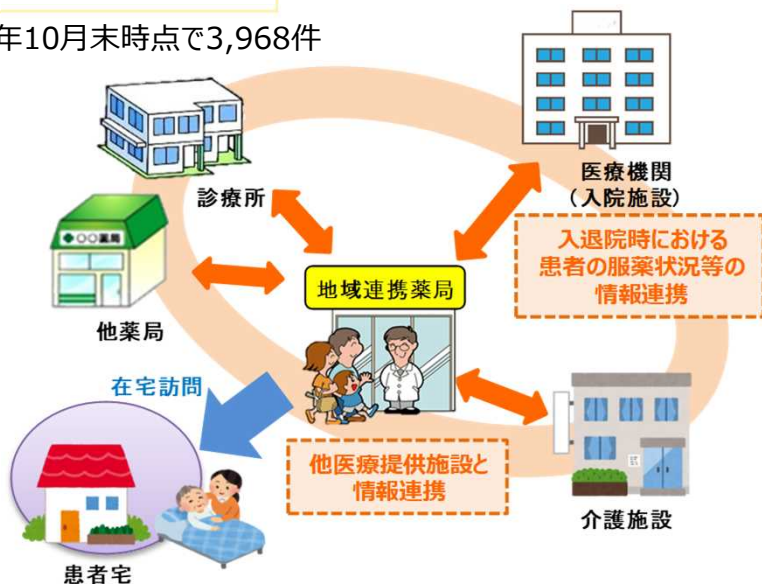 年10月末時点で3,968件
診療所
医療機関
（入院施設）
入退院時における
患者の服薬状況等の
情報連携
○○薬局
他薬局
地域連携薬局
在宅訪問
他医療提供施設と
情報連携
介護施設
患者宅